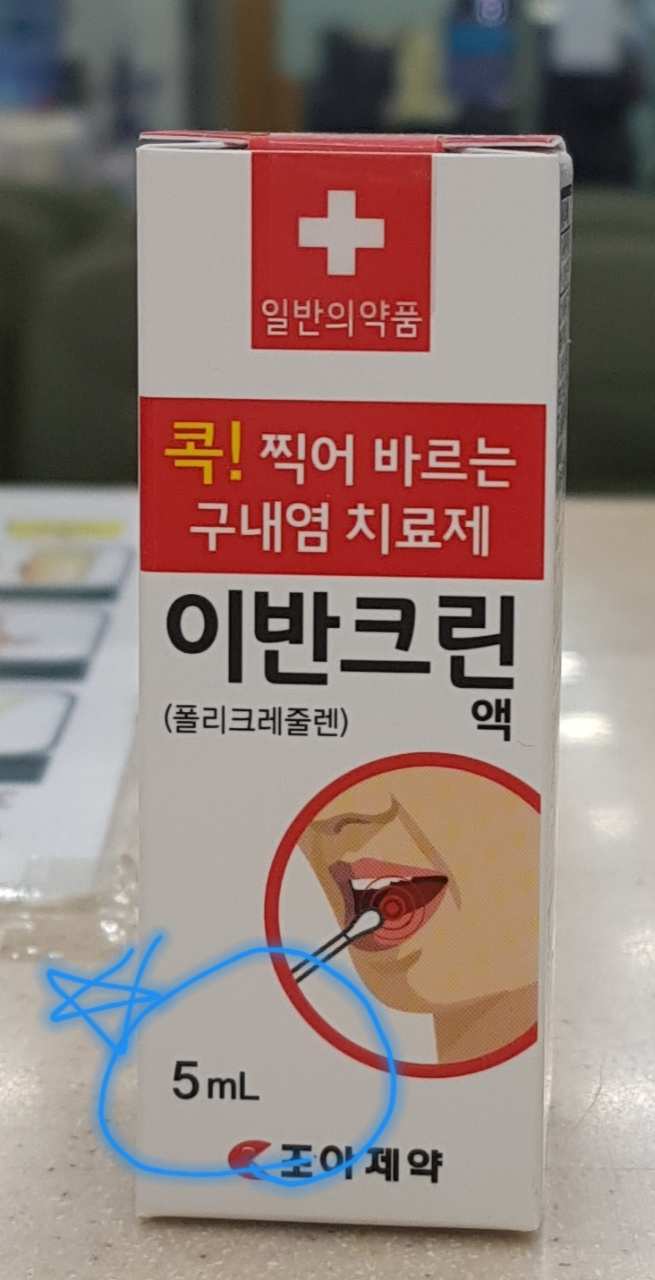 일반의약품
콕! 찍어 바르는
구내염 치료제
이반크린
액
(폴리크레줄렌)
5mL
조아제약